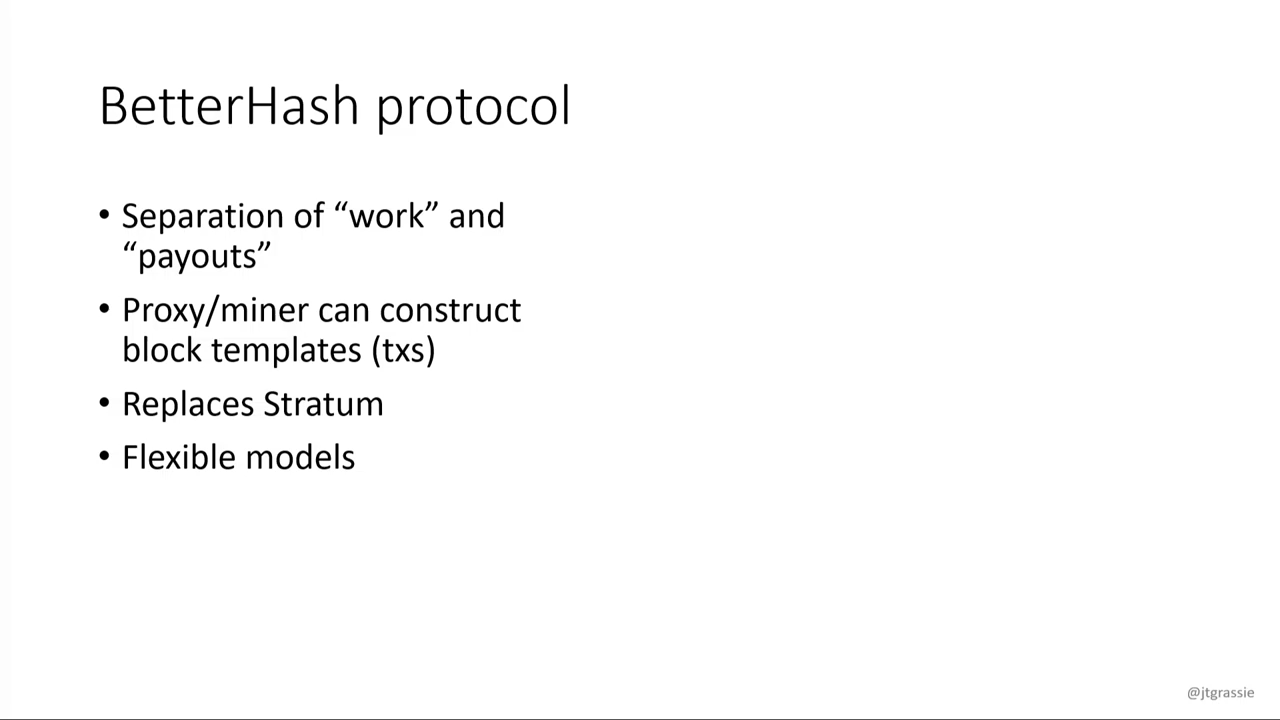 BetterHash protocol
• Separation of “work” and
“payouts”
• Proxy/miner can construct
block templates (txs)
• Replaces Stratum
• Flexible models
@jtgrassie